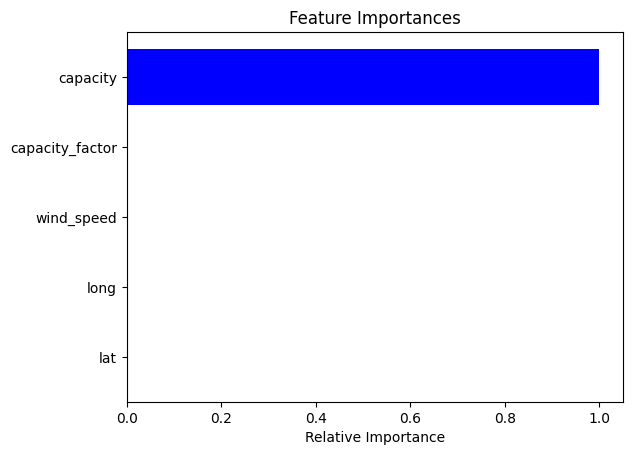 Feature Importances
capacity
capacity_factor
wind_speed
long
lat
0.0 0.2 0.4 0.6 0.8 1.0
Relative Importance